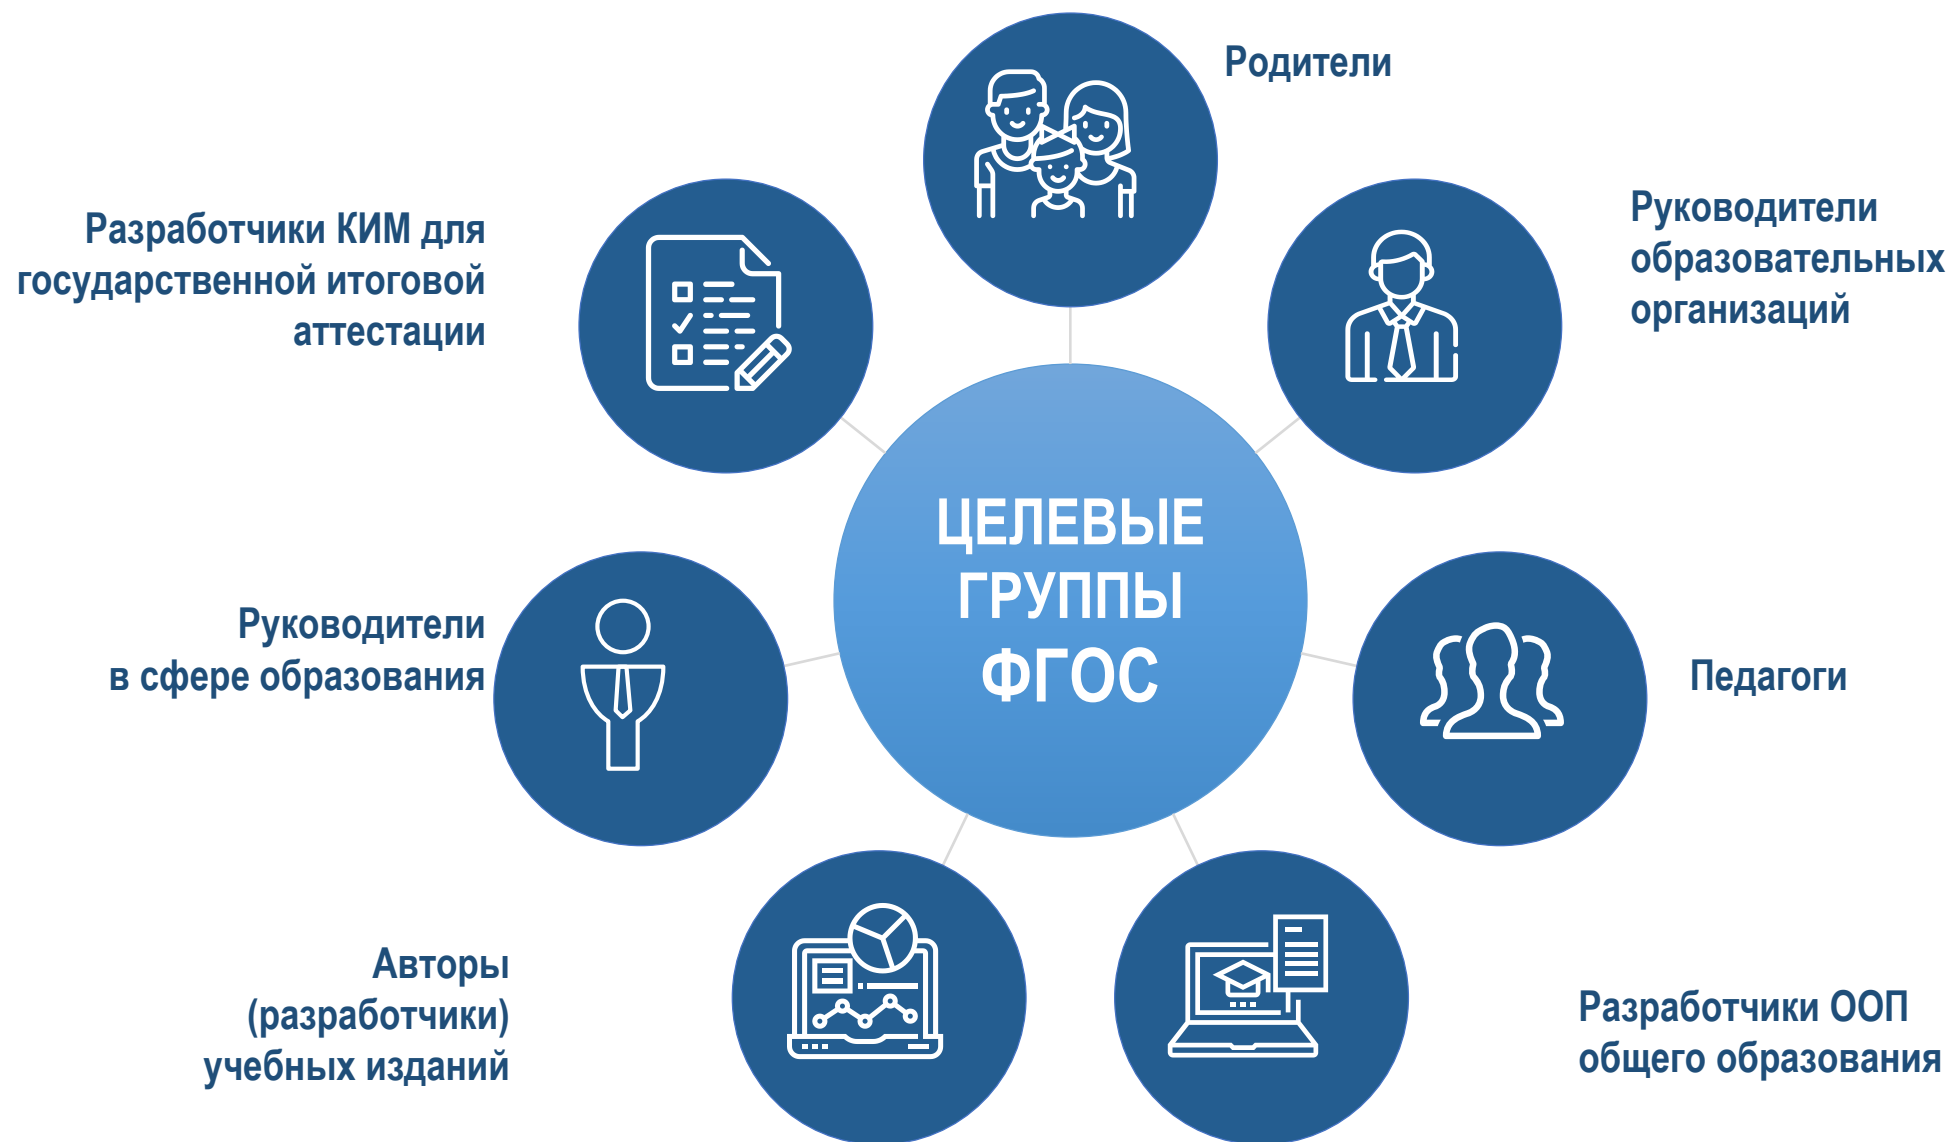 Родители
Руководители
образовательных
организаций
Педагоги
Разработчики ООП
общего образования
Авторы
(разработчики)
учебных изданий
Руководители
в сфере образования
Разработчики КИМ для
государственной итоговой
аттестации
ЦЕЛЕВЫЕ
ГРУППЫ
ФГОС